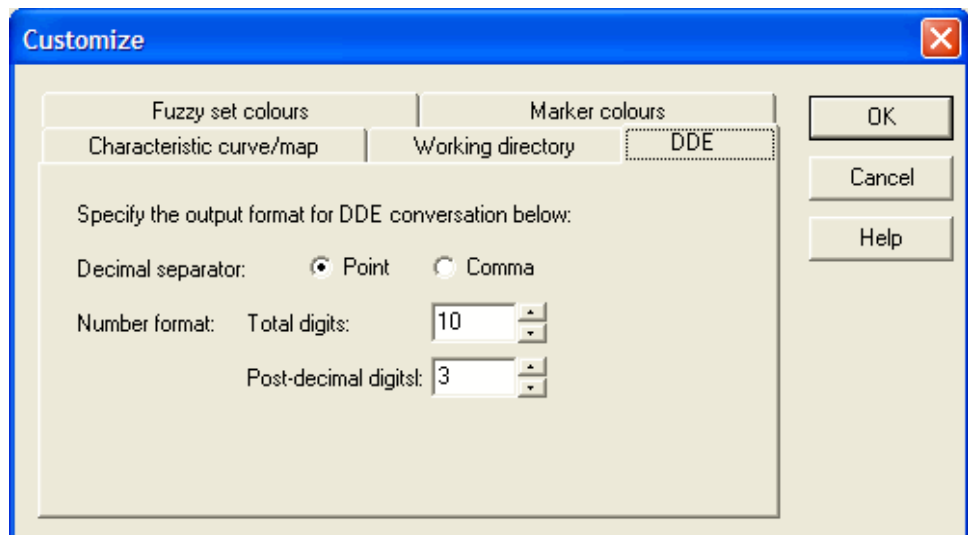 Customize
Fuzzy set colours
Marker colours
Characteristic curve/map
Working directory
DDE
OK
Cancel
Help
Specify the output format for DDE conversation below:
Decimal separator: Point Comma
Number format: Total digits: 10
Post-decimal digitsl: 3